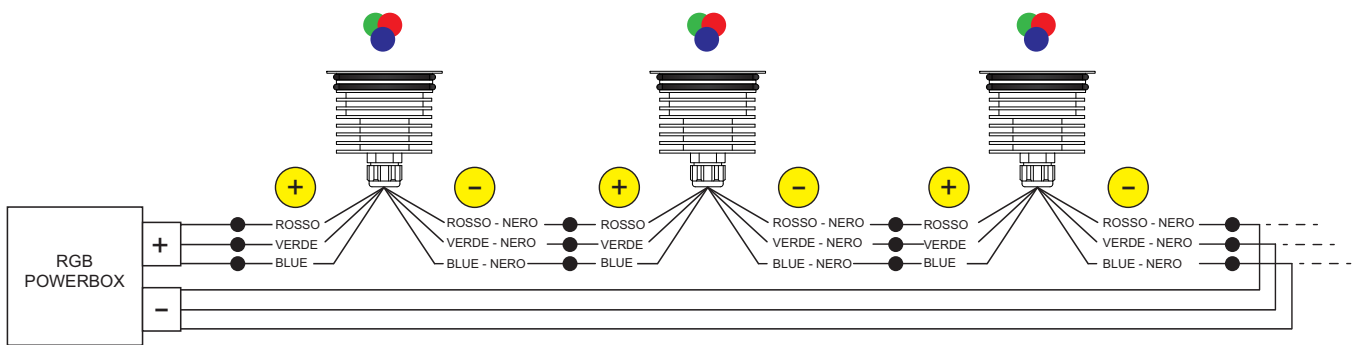 + - + - + -
ROSSO ROSSO - NERO ROSSO ROSSO - NERO ROSSO ROSSO - NERO
+ VERDE VERDE - NERO VERDE VERDE - NERO VERDE VERDE - NERO
BLUE BLUE - NERO BLUE BLUE - NERO BLUE BLUE - NERO
RGB
POWERBOX
-